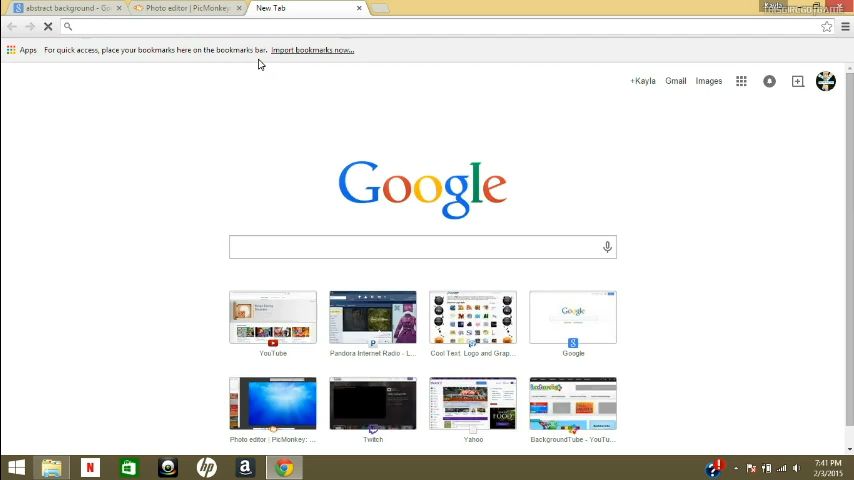 abstract background - Go
Photo editor | PicMonkey:
New Tab
Kayla
Apps For quick access, place your bookmarks here on the bookmarks bar. Import bookmarks now...
+Kayla Gmail Images
Google
YouTube
Pandora Internet Radio - L...
Cool Text: Logo and Grap...
Google
Photo editor | PicMonkey: ...
Twitch
Yahoo
BackgroundTube - YouTu...
7:41 PM
2/3/2015